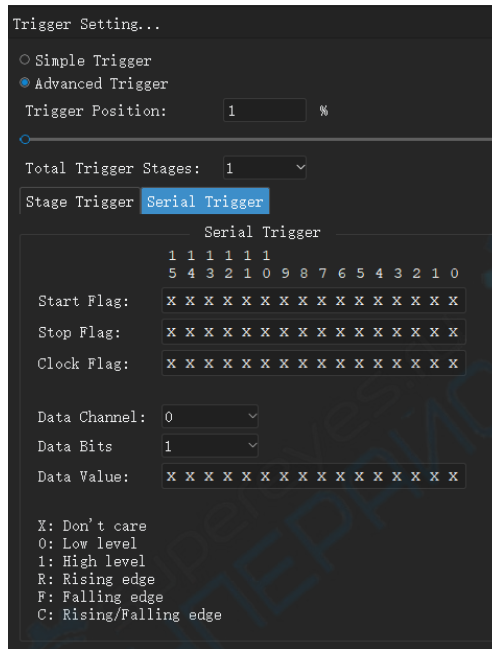 Trigger Setting...
Simple Trigger
Advanced Trigger
Trigger Position: 1 %
Total Trigger Stages: 1
Stage Trigger Serial Trigger
Serial Trigger
1 1 1 1 1 1
5 4 3 2 1 0 9 8 7 6 5 4 3 2 1 0
Start Flag: X X X X X X X X X X X X X X X X
Stop Flag: X X X X X X X X X X X X X X X X
Clock Flag: X X X X X X X X X X X X X X X X
Data Channel: 0
Data Bits 1
Data Value: X X X X X X X X X X X X X X X X
X: Don't care
0: Low level
1: High level
R: Rising edge
F: Falling edge
C: Rising/Falling edge